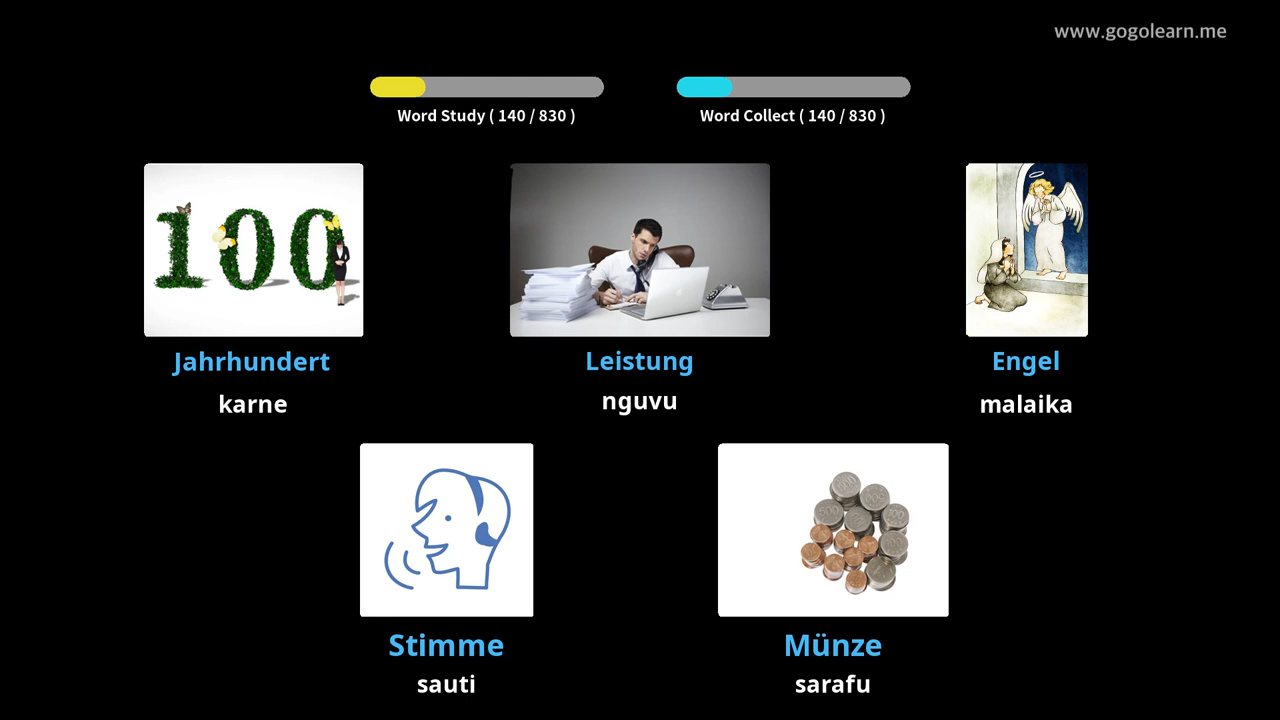 www.gogolearn.me
Word Study ( 140 / 830 )
Word Collect ( 140 / 830 )
100
Jahrhundert
karne
Leistung
nguvu
Engel
malaika
Stimme
sauti
Münze
sarafu